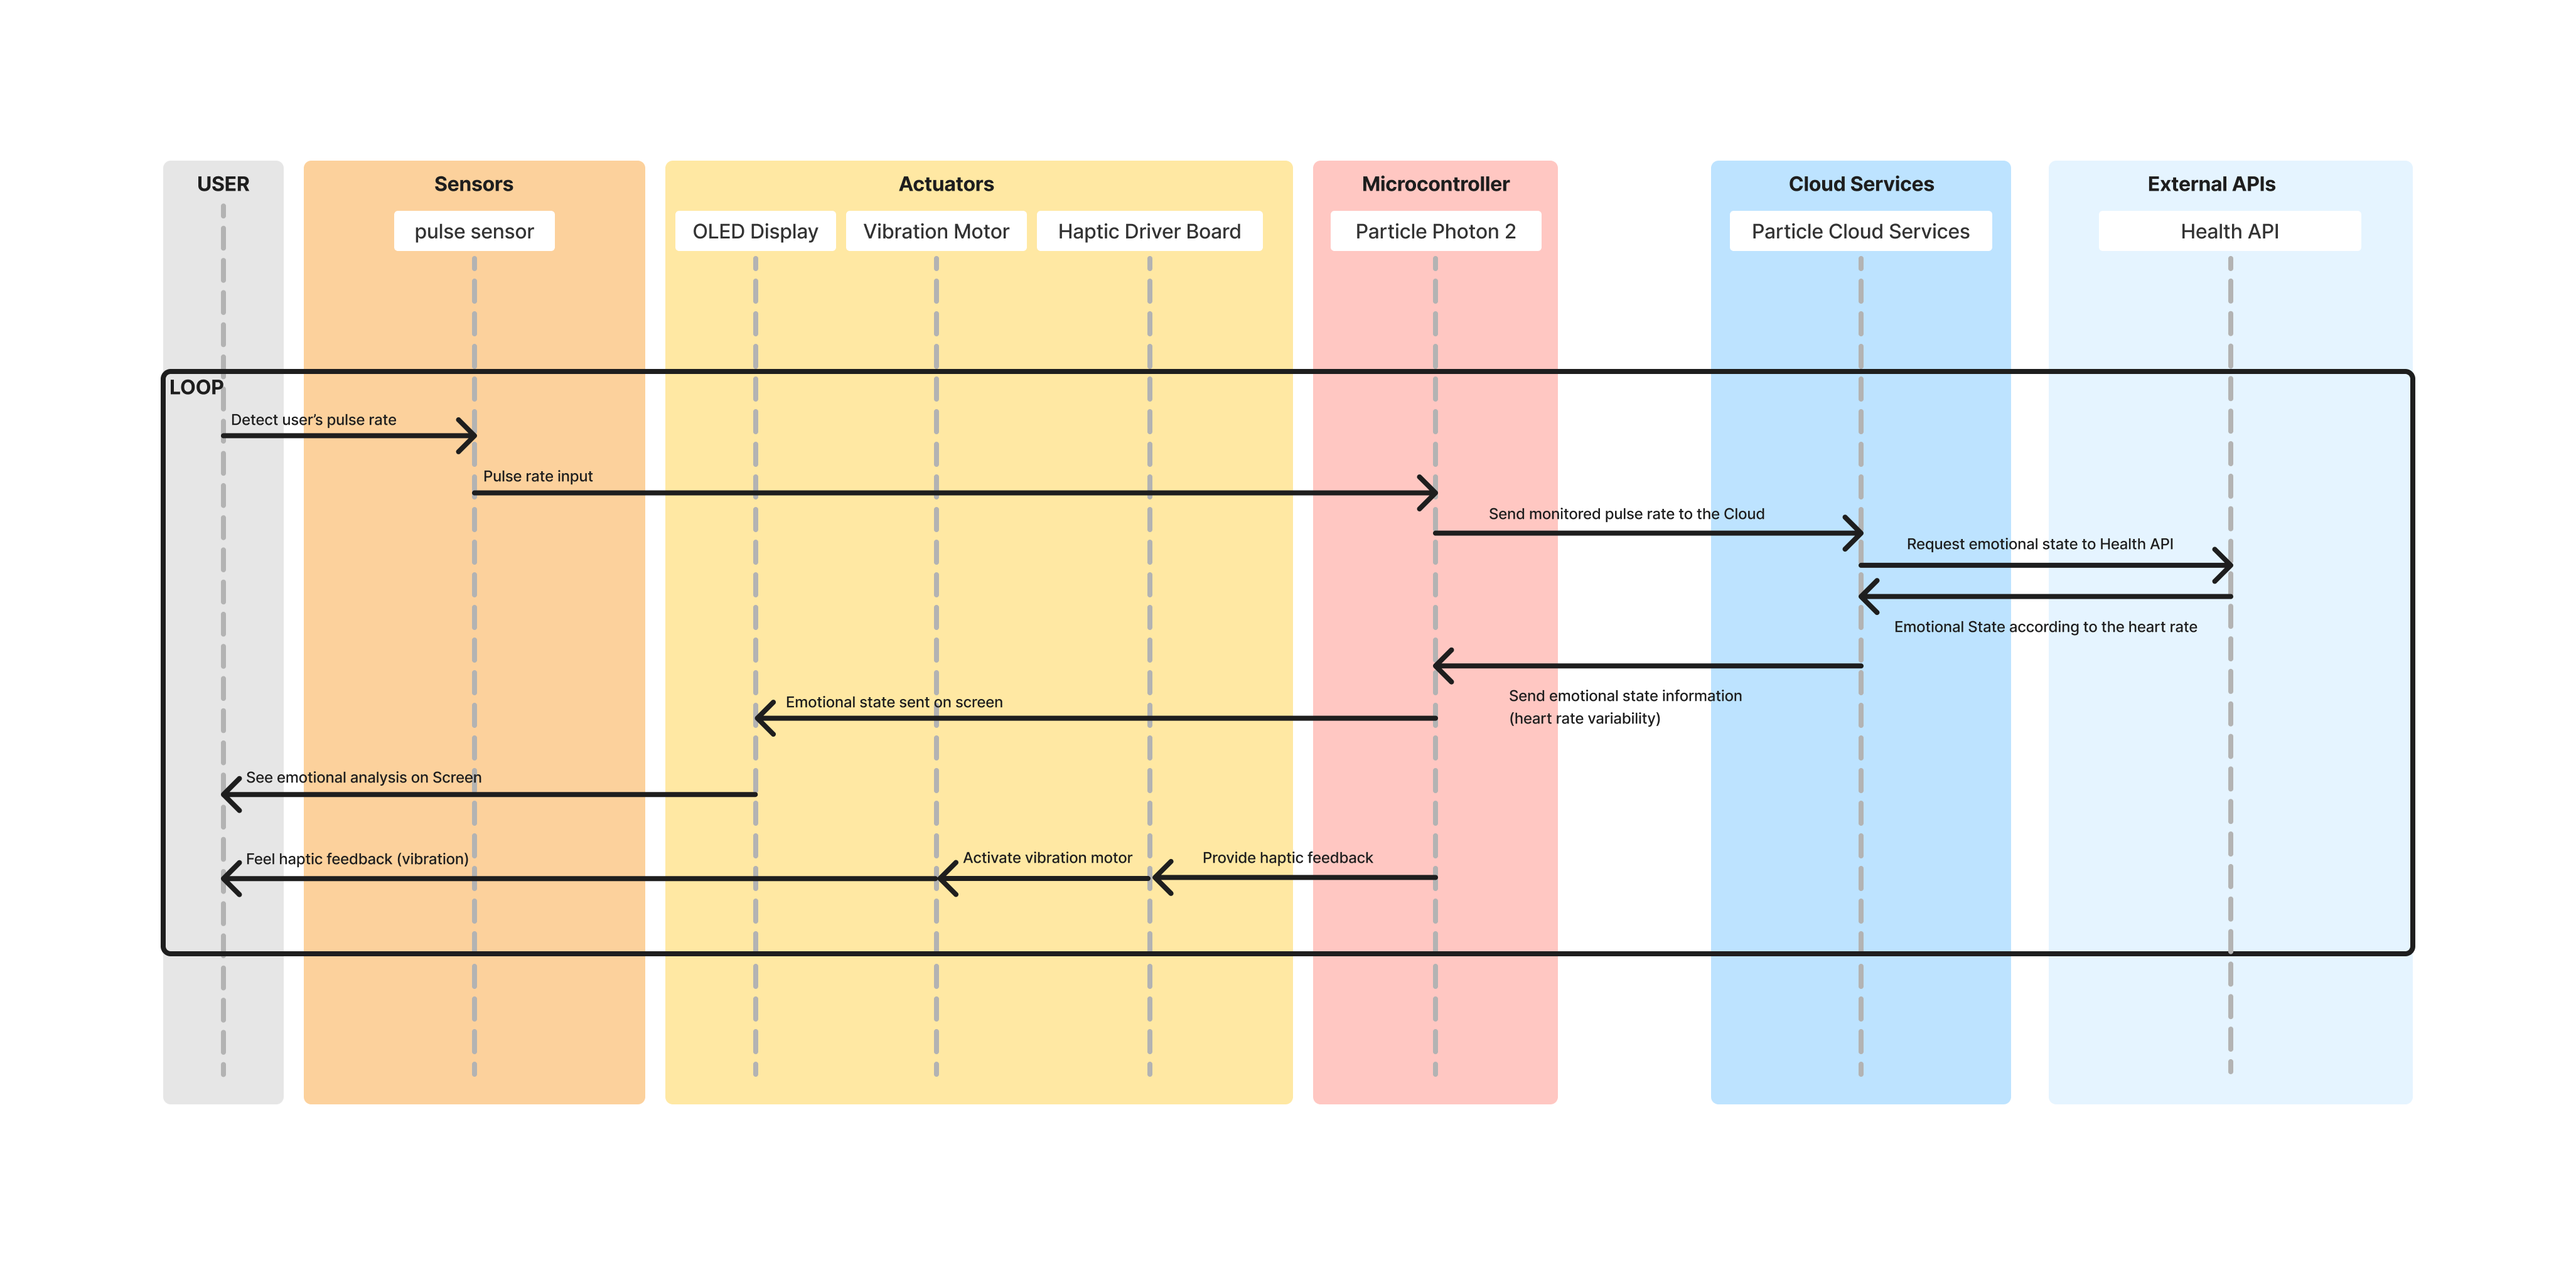 USER
Sensors
Actuators
Microcontroller
Cloud Services
External APIs
pulse sensor
OLED Display
Vibration Motor
Haptic Driver Board
Particle Photon 2
Particle Cloud Services
Health API
LOOP
Detect user’s pulse rate
Pulse rate input
Send monitored pulse rate to the Cloud
Request emotional state to Health API
Emotional State according to the heart rate
Send emotional state information
(heart rate variability)
Emotional state sent on screen
See emotional analysis on Screen
Feel haptic feedback (vibration)
Activate vibration motor
Provide haptic feedback